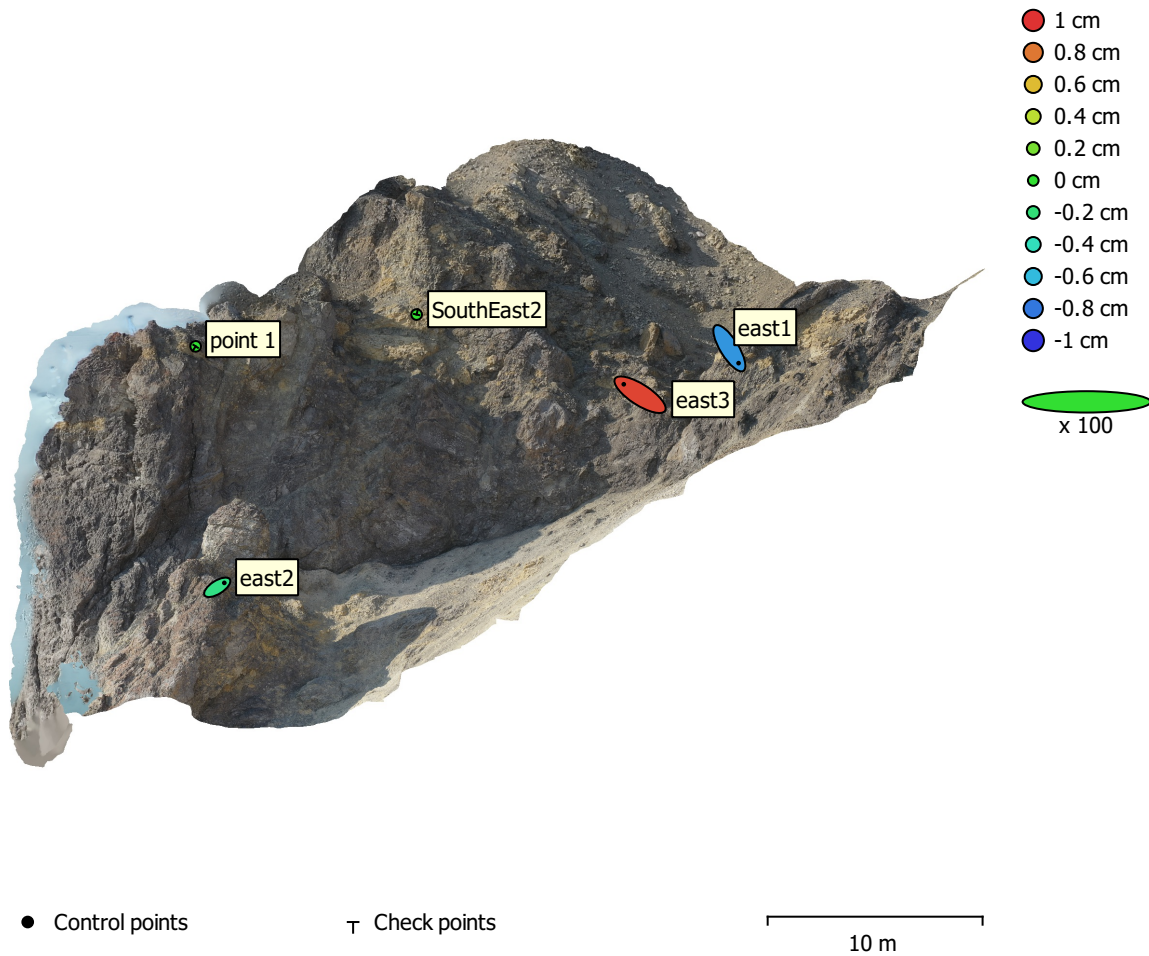 1 cm
0.8 cm
0.6 cm
0.4 cm
0.2 cm
0 cm
-0.2 cm
-0.4 cm
-0.6 cm
-0.8 cm
-1 cm
x 100
SouthEast2
east1
point 1
east3
east2
Control points
Check points
10 m